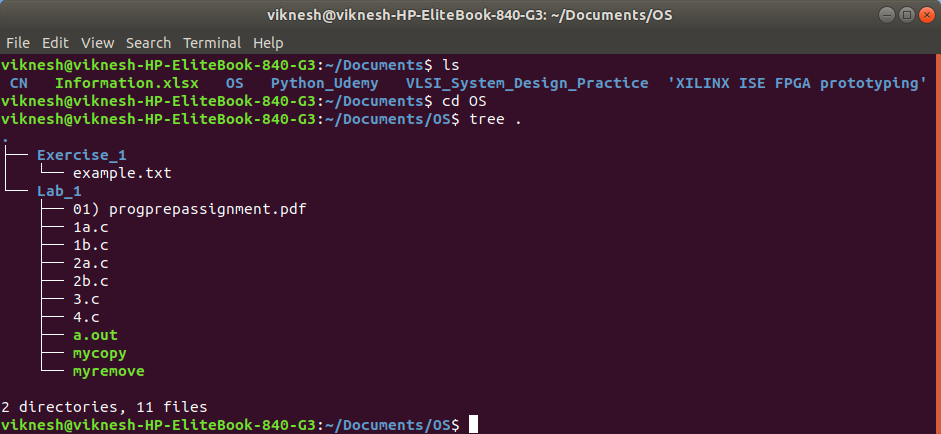 viknesh@viknesh-HP-EliteBook-840-G3: ~/Documents/OS
File Edit View Search Terminal Help
viknesh@viknesh-HP-EliteBook-840-G3:~/Documents$ ls
CN   Information.xlsx   OS   Python_Udemy   VLSI_System_Design_Practice  'XILINX ISE FPGA prototyping'
viknesh@viknesh-HP-EliteBook-840-G3:~/Documents$ cd OS
viknesh@viknesh-HP-EliteBook-840-G3:~/Documents/OS$ tree .
.
├── Exercise_1
│   └── example.txt
└── Lab_1
    ├── 01) progprepassignment.pdf
    ├── 1a.c
    ├── 1b.c
    ├── 2a.c
    ├── 2b.c
    ├── 3.c
    ├── 4.c
    ├── a.out
    ├── mycopy
    └── myremove
2 directories, 11 files
viknesh@viknesh-HP-EliteBook-840-G3:~/Documents/OS$